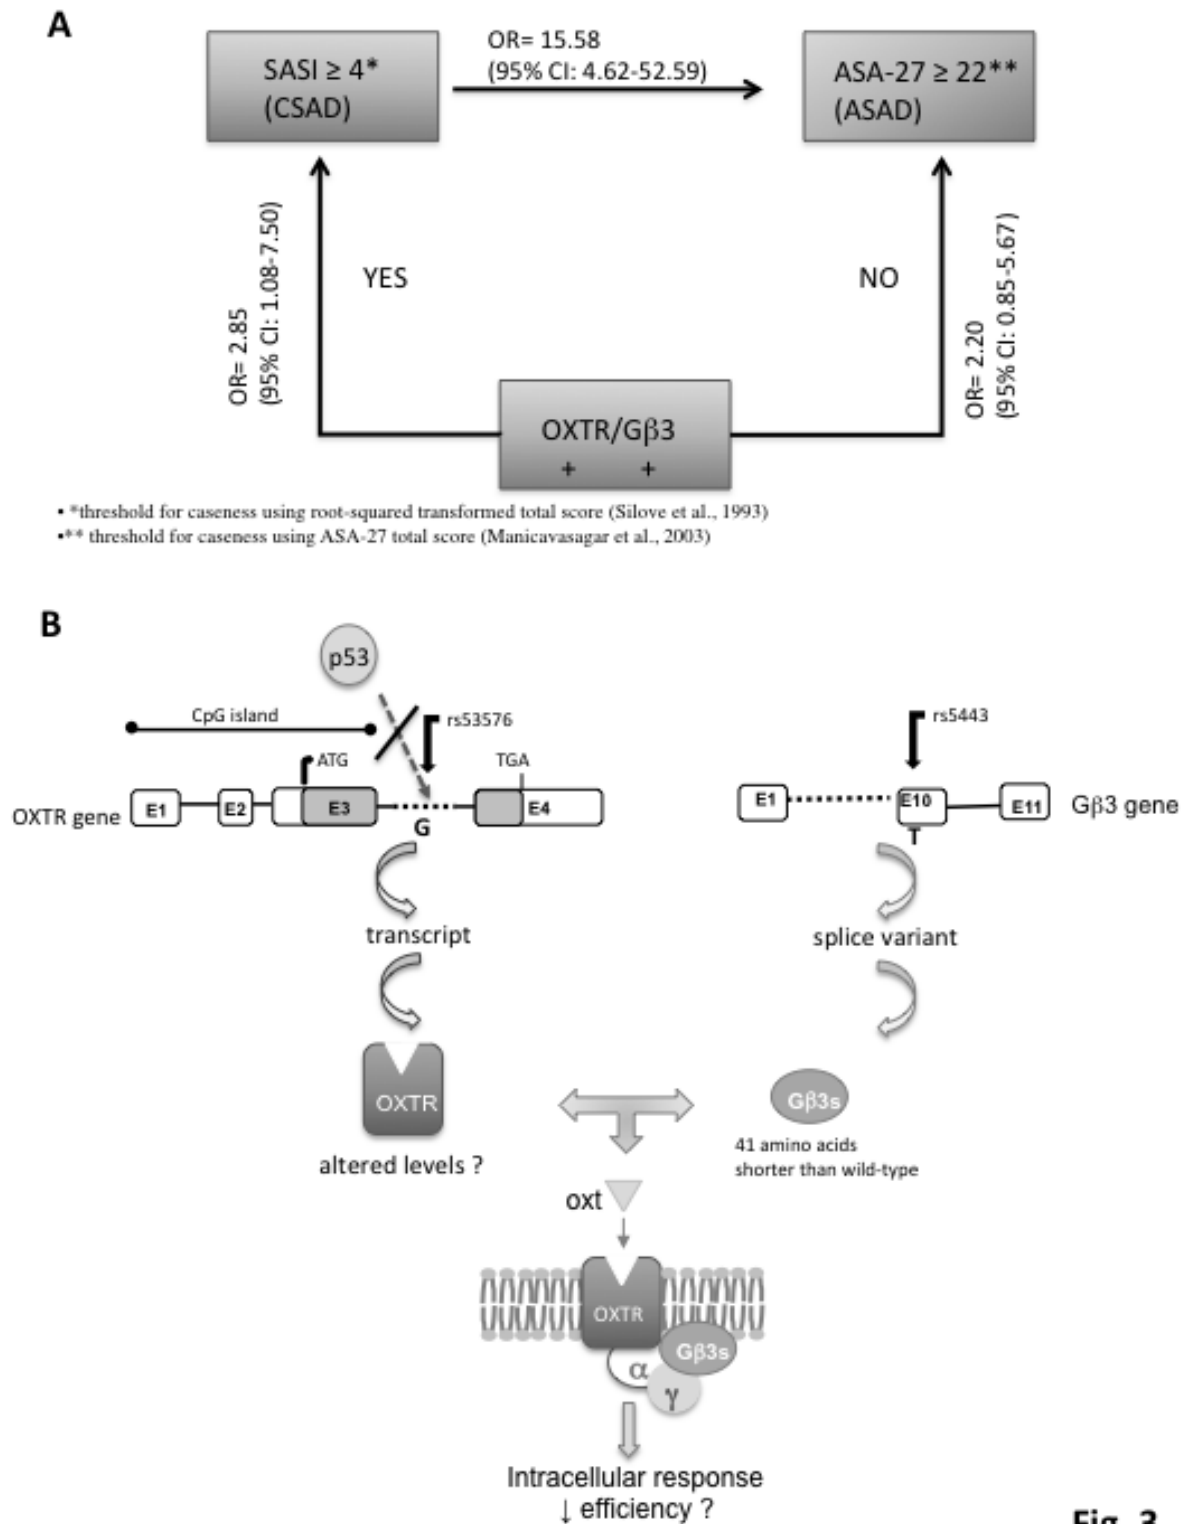 A
SASI ≥ 4*
(CSAD)
OR= 15.58
(95% CI: 4.62-52.59)
ASA-27 ≥ 22**
(ASAD)
OR= 2.85
(95% CI: 1.08-7.50)
YES
NO
OR= 2.20
(95% CI: 0.85-5.67)
OXTR/Gβ3
+ +
▪ *threshold for caseness using root-squared transformed total score (Silove et al., 1993)
▪** threshold for caseness using ASA-27 total score (Manicavasagar et al., 2003)
B
p53
CpG island
rs53576
rs5443
ATG
TGA
OXTR gene
E1
E2
E3
E4
G
E1
E10
E11
Gβ3 gene
T
transcript
splice variant
OXTR
Gβ3s
altered levels ?
41 amino acids
shorter than wild-type
oxt
OXTR
Gβ3s
α
γ
Intracellular response
↓ efficiency ?
Fig. 3